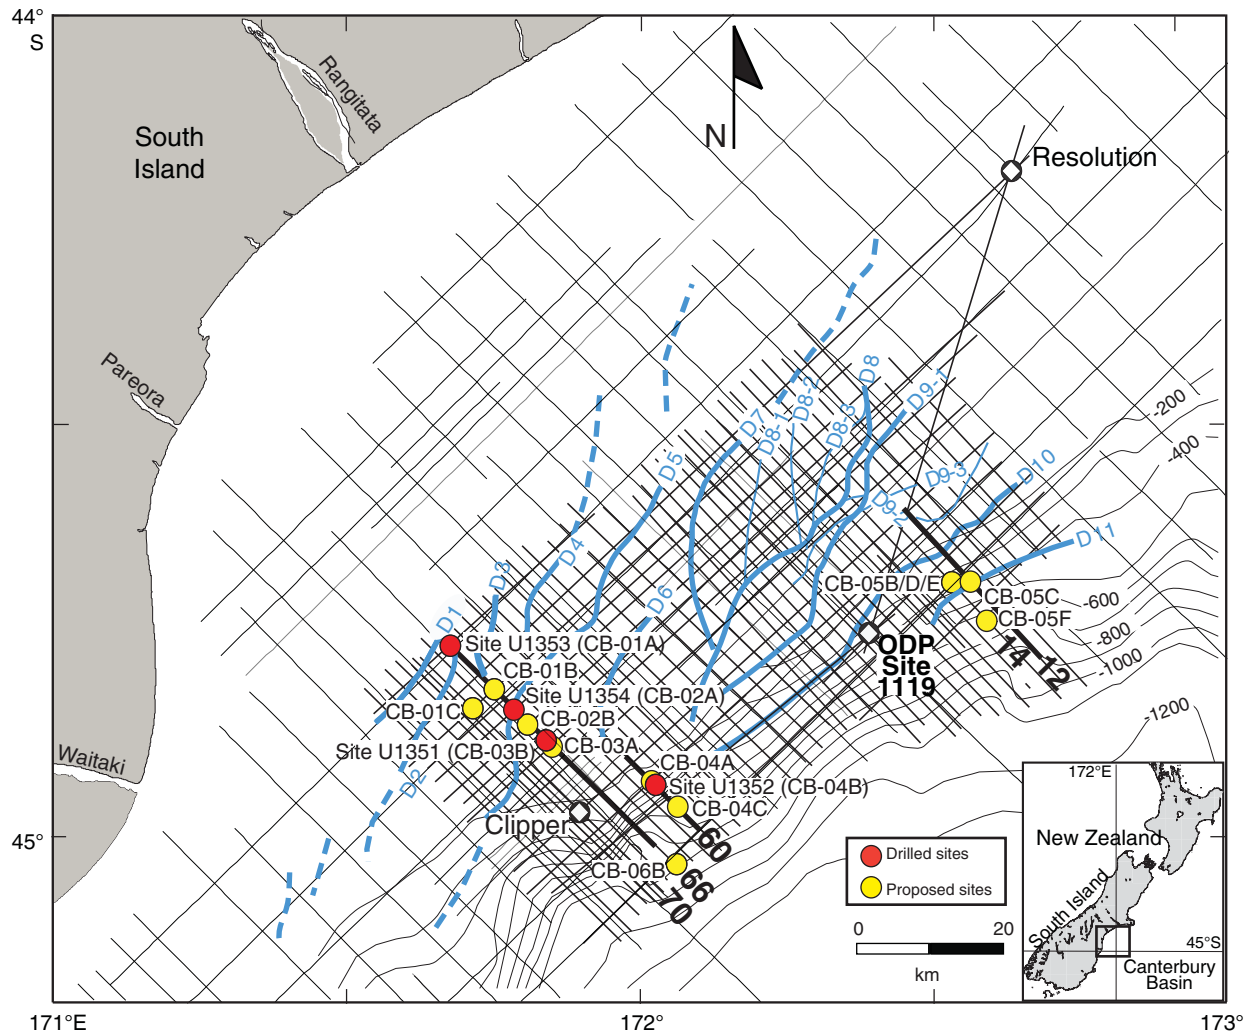 44°
S
Rangitata
South
Island
N
Resolution
Pareora
-200
-400
D8
D9-1
D8-2
D7
D8-1
D8-3
D5
D9-3
D10
D9-2
D11
D4
D3
D6
D1
CB-05B/D/E
CB-05C
-600
CB-05F
-800
-1000
14
12
ODP
Site
1119
Site U1353 (CB-01A)
CB-01B
Site U1354 (CB-02A)
CB-01C
CB-02B
CB-03A
Site U1351 (CB-03B)
CB-04A
Site U1352 (CB-04B)
CB-04C
-1200
Waitaki
D2
Clipper
60
CB-06B
66
70
45°
Drilled sites
Proposed sites
0
20
km
172°E
New Zealand
South Island
45°S
Canterbury
Basin
171°E
172°
173°